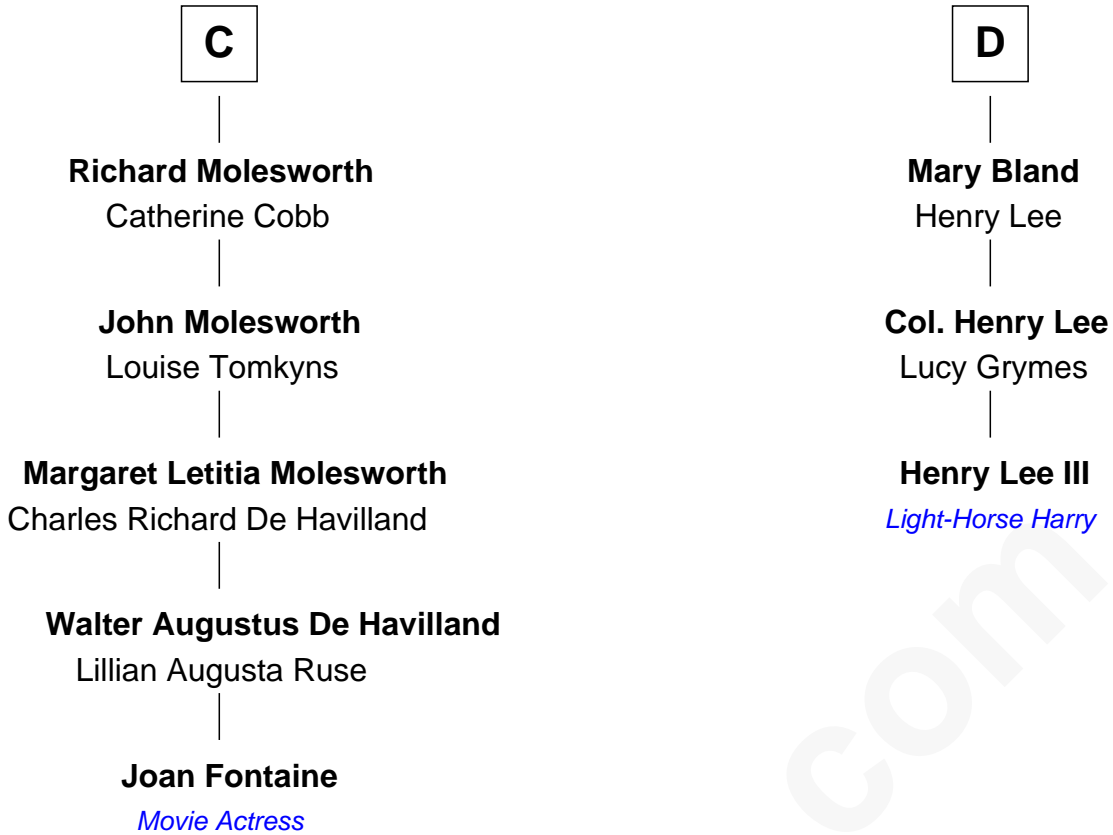 C
Richard Molesworth
Catherine Cobb
John Molesworth
Louise Tomkyns
Margaret Letitia Molesworth
Charles Richard De Havilland
Walter Augustus De Havilland
Lillian Augusta Ruse
Joan Fontaine
Movie Actress
D
Mary Bland
Henry Lee
Col. Henry Lee
Lucy Grymes
Henry Lee III
Light-Horse Harry
com